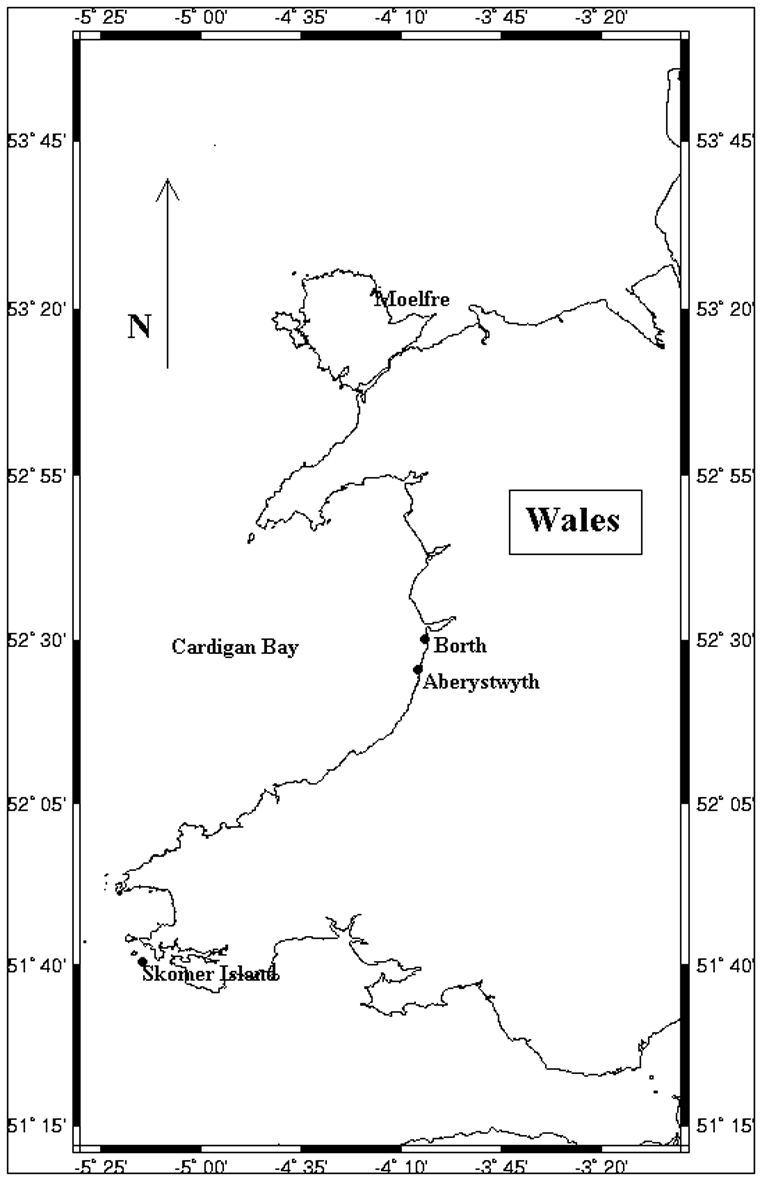 -5° 25' -5° 00' -4° 35' -4° 10' -3° 45' -3° 20'
53° 45' 53° 45'
Moelfre
53° 20' 53° 20'
N
52° 55' 52° 55'
Wales
52° 30' 52° 30'
Cardigan Bay Borth
Aberystwyth
52° 05' 52° 05'
51° 40' 51° 40'
Skomer Island
51° 15' 51° 15'
-5° 25' -5° 00' -4° 35' -4° 10' -3° 45' -3° 20'